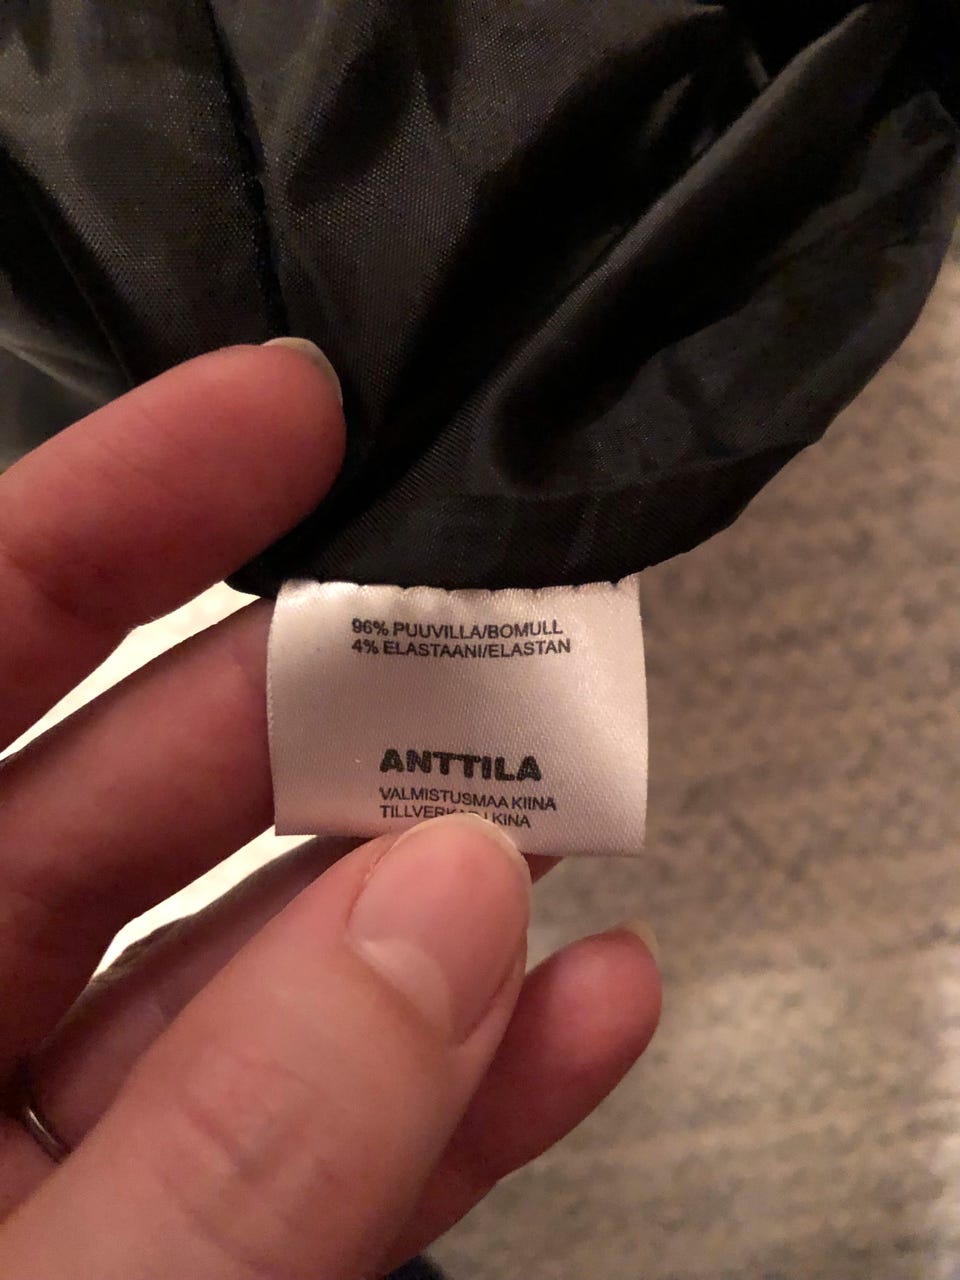 96% PUUVILLA/BOMULL
4% ELASTAANI/ELASTAN
ANTTILA
VALMISTUSMAA KIINA
KINA